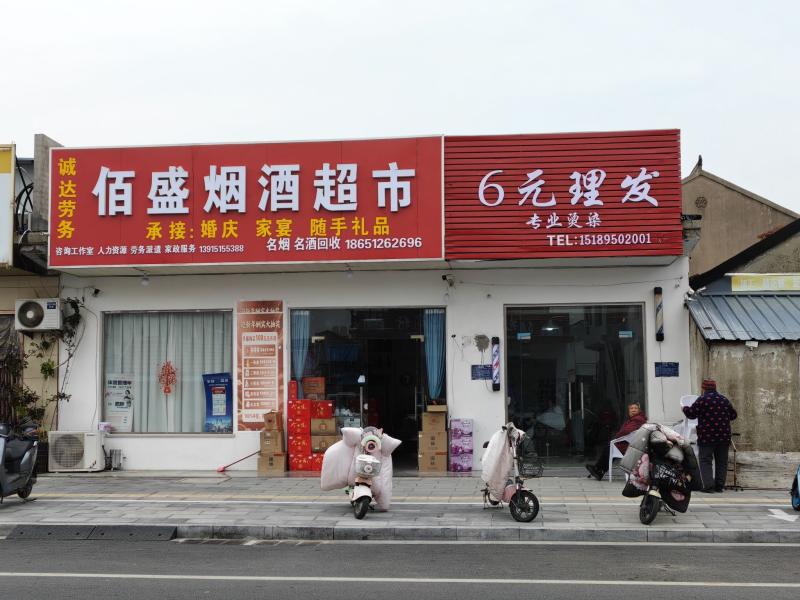 诚达劳务
佰盛烟酒超市
承接:婚庆 家宴 随手礼品
咨询工作室 人力资源 劳务派遣 家政服务 13915155388
名烟 名酒回收 18651262696
6元理发
专业烫染
TEL:15189502001